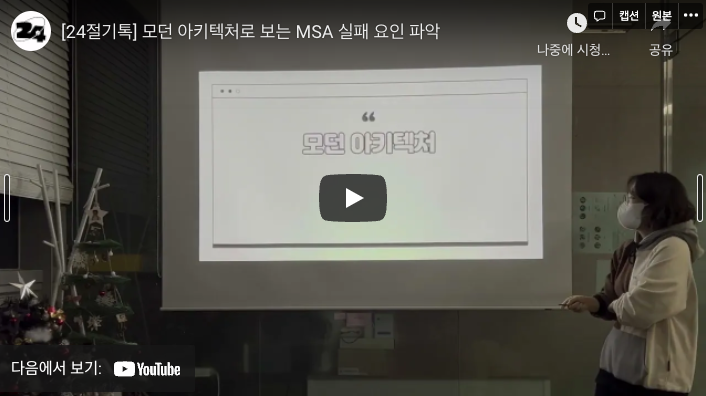 24
[24절기톡] 모던 아키텍처로 보는 MSA 실패 요인 파악
캡션
원본
나중에 시청...
공유
“
모던 아키텍처
다음에서 보기:
YouTube